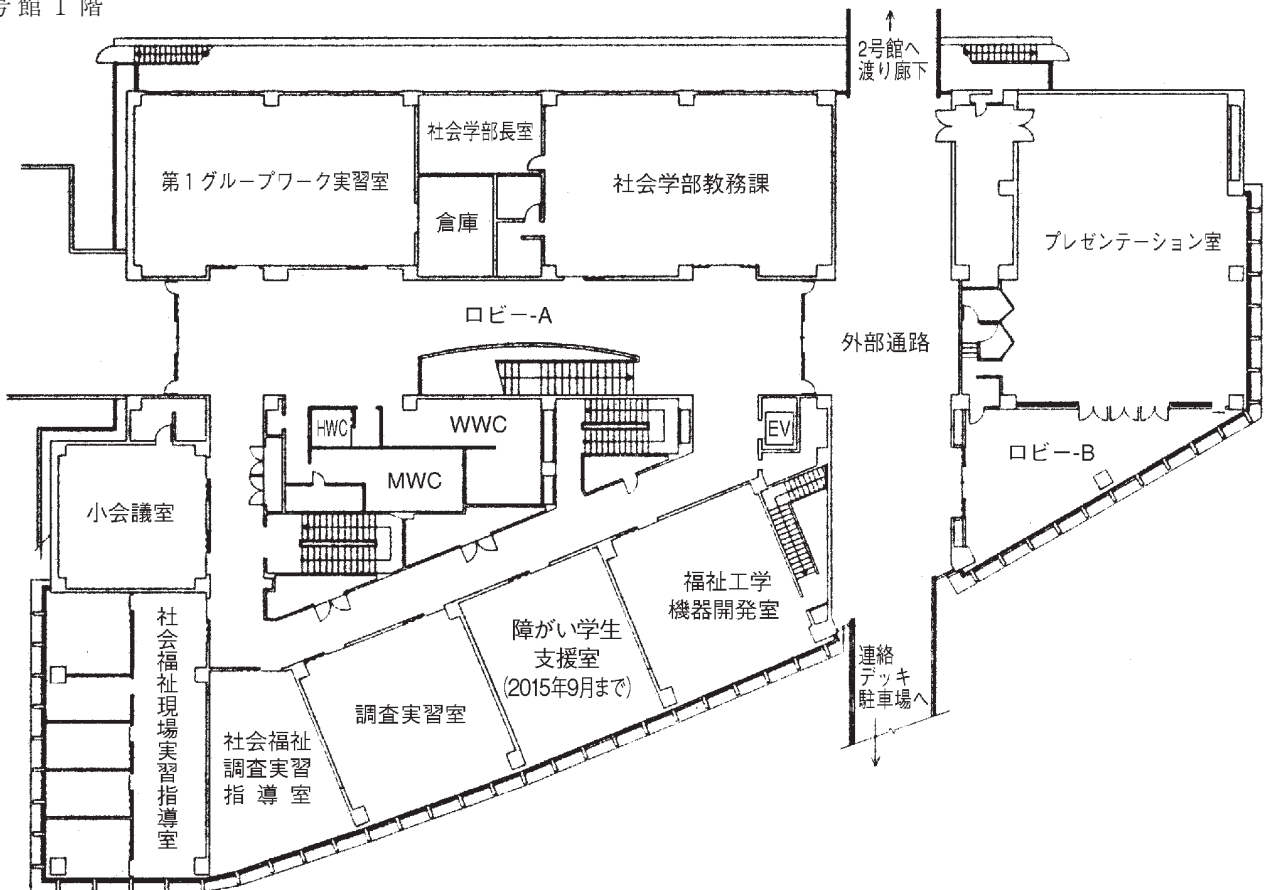 号館1階
2号館へ
渡り廊下
社会学部長室
第1グループワーク実習室
社会学部教務課
倉庫
プレゼンテーション室
ロビー-A
外部通路
HWC
WWC
EV
MWC
ロビー-B
小会議室
福祉工学
機器開発室
社会福祉現場実習指導室
障がい学生
支援室
(2015年9月まで)
連絡
デッキ
駐車場へ
調査実習室
社会福祉
調査実習
指導室